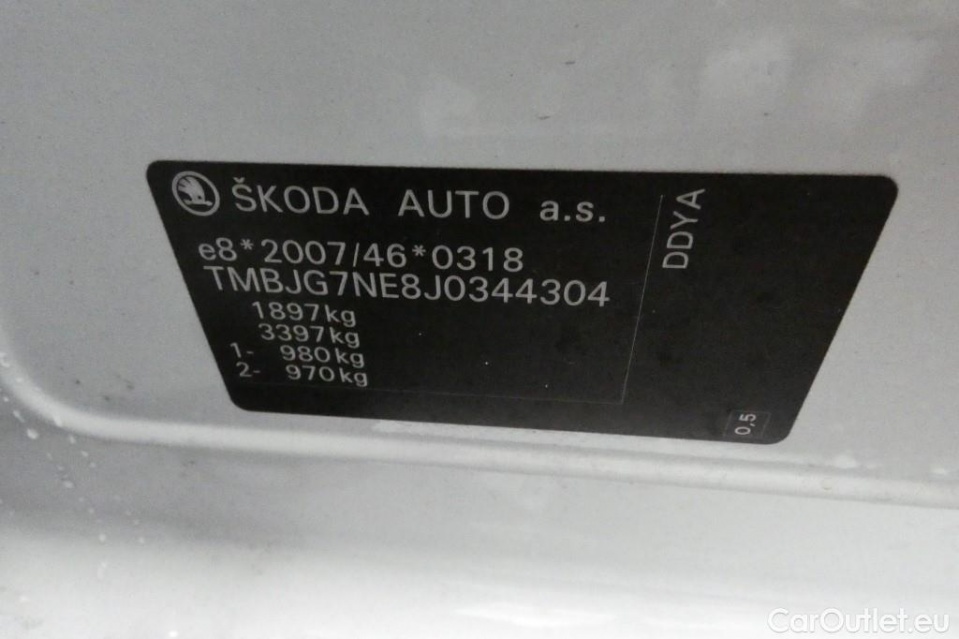 ŠKODA AUTO a.s.
e8*2007/46*0318
TMBJG7NE8J0344304
1897kg
3397kg
1- 980kg
2- 970kg
DDYA
0,5
CarOutlet.eu